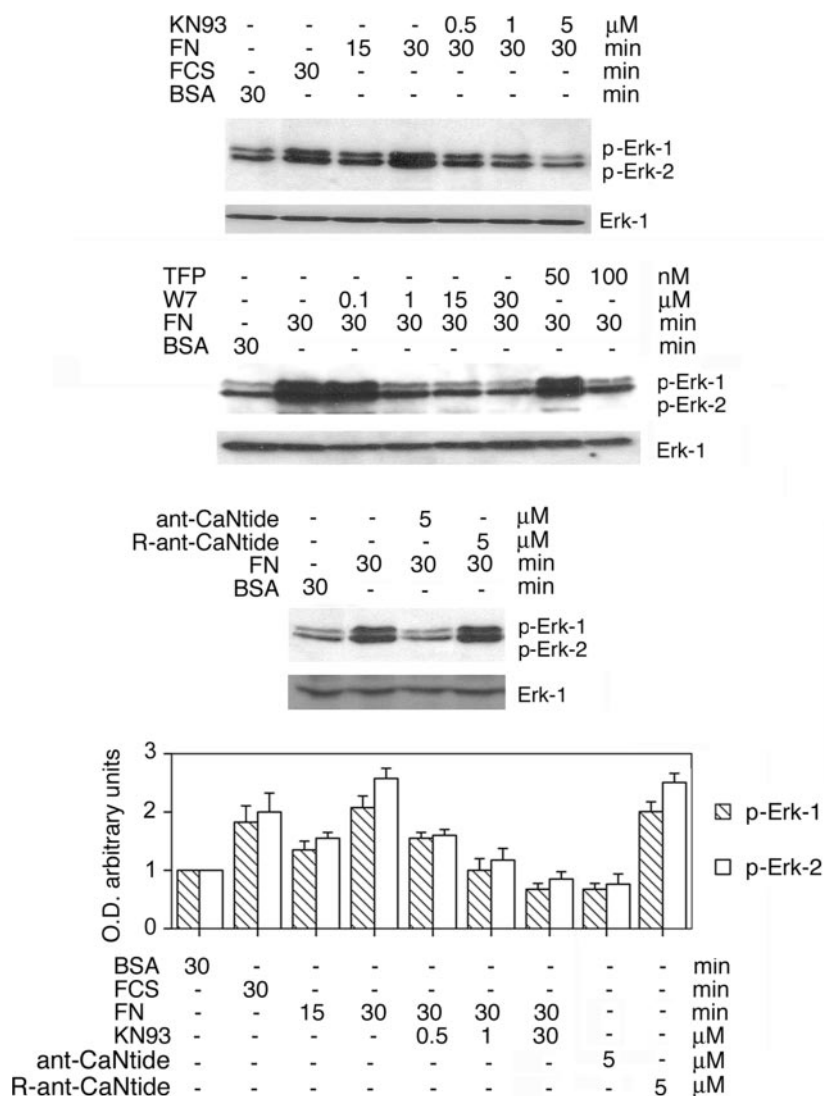 KN93 - - - - 0.5 1 5 μM
FN - - 15 30 30 30 30 min
FCS - 30 - - - - - min
BSA 30 - - - - - - min
p-Erk-1
p-Erk-2
Erk-1
TFP - - - - - - 50 100 nM
W7 - - 0.1 1 15 30 - - μM
FN - 30 30 30 30 30 30 30 min
BSA 30 - - - - - - - min
p-Erk-1
p-Erk-2
Erk-1
ant-CaNtide - - 5 - μM
R-ant-CaNtide - - - 5 μM
FN - 30 30 30 min
BSA 30 - - - min
p-Erk-1
p-Erk-2
Erk-1
O.D. arbitrary units
3
2
1
0
p-Erk-1
p-Erk-2
BSA 30 - - - - - - - - min
FCS - 30 - - - - - - - min
FN - - 15 30 30 30 30 - - min
KN93 - - - - 0.5 1 30 - - μM
ant-CaNtide - - - - - - - 5 - μM
R-ant-CaNtide - - - - - - - - 5 μM